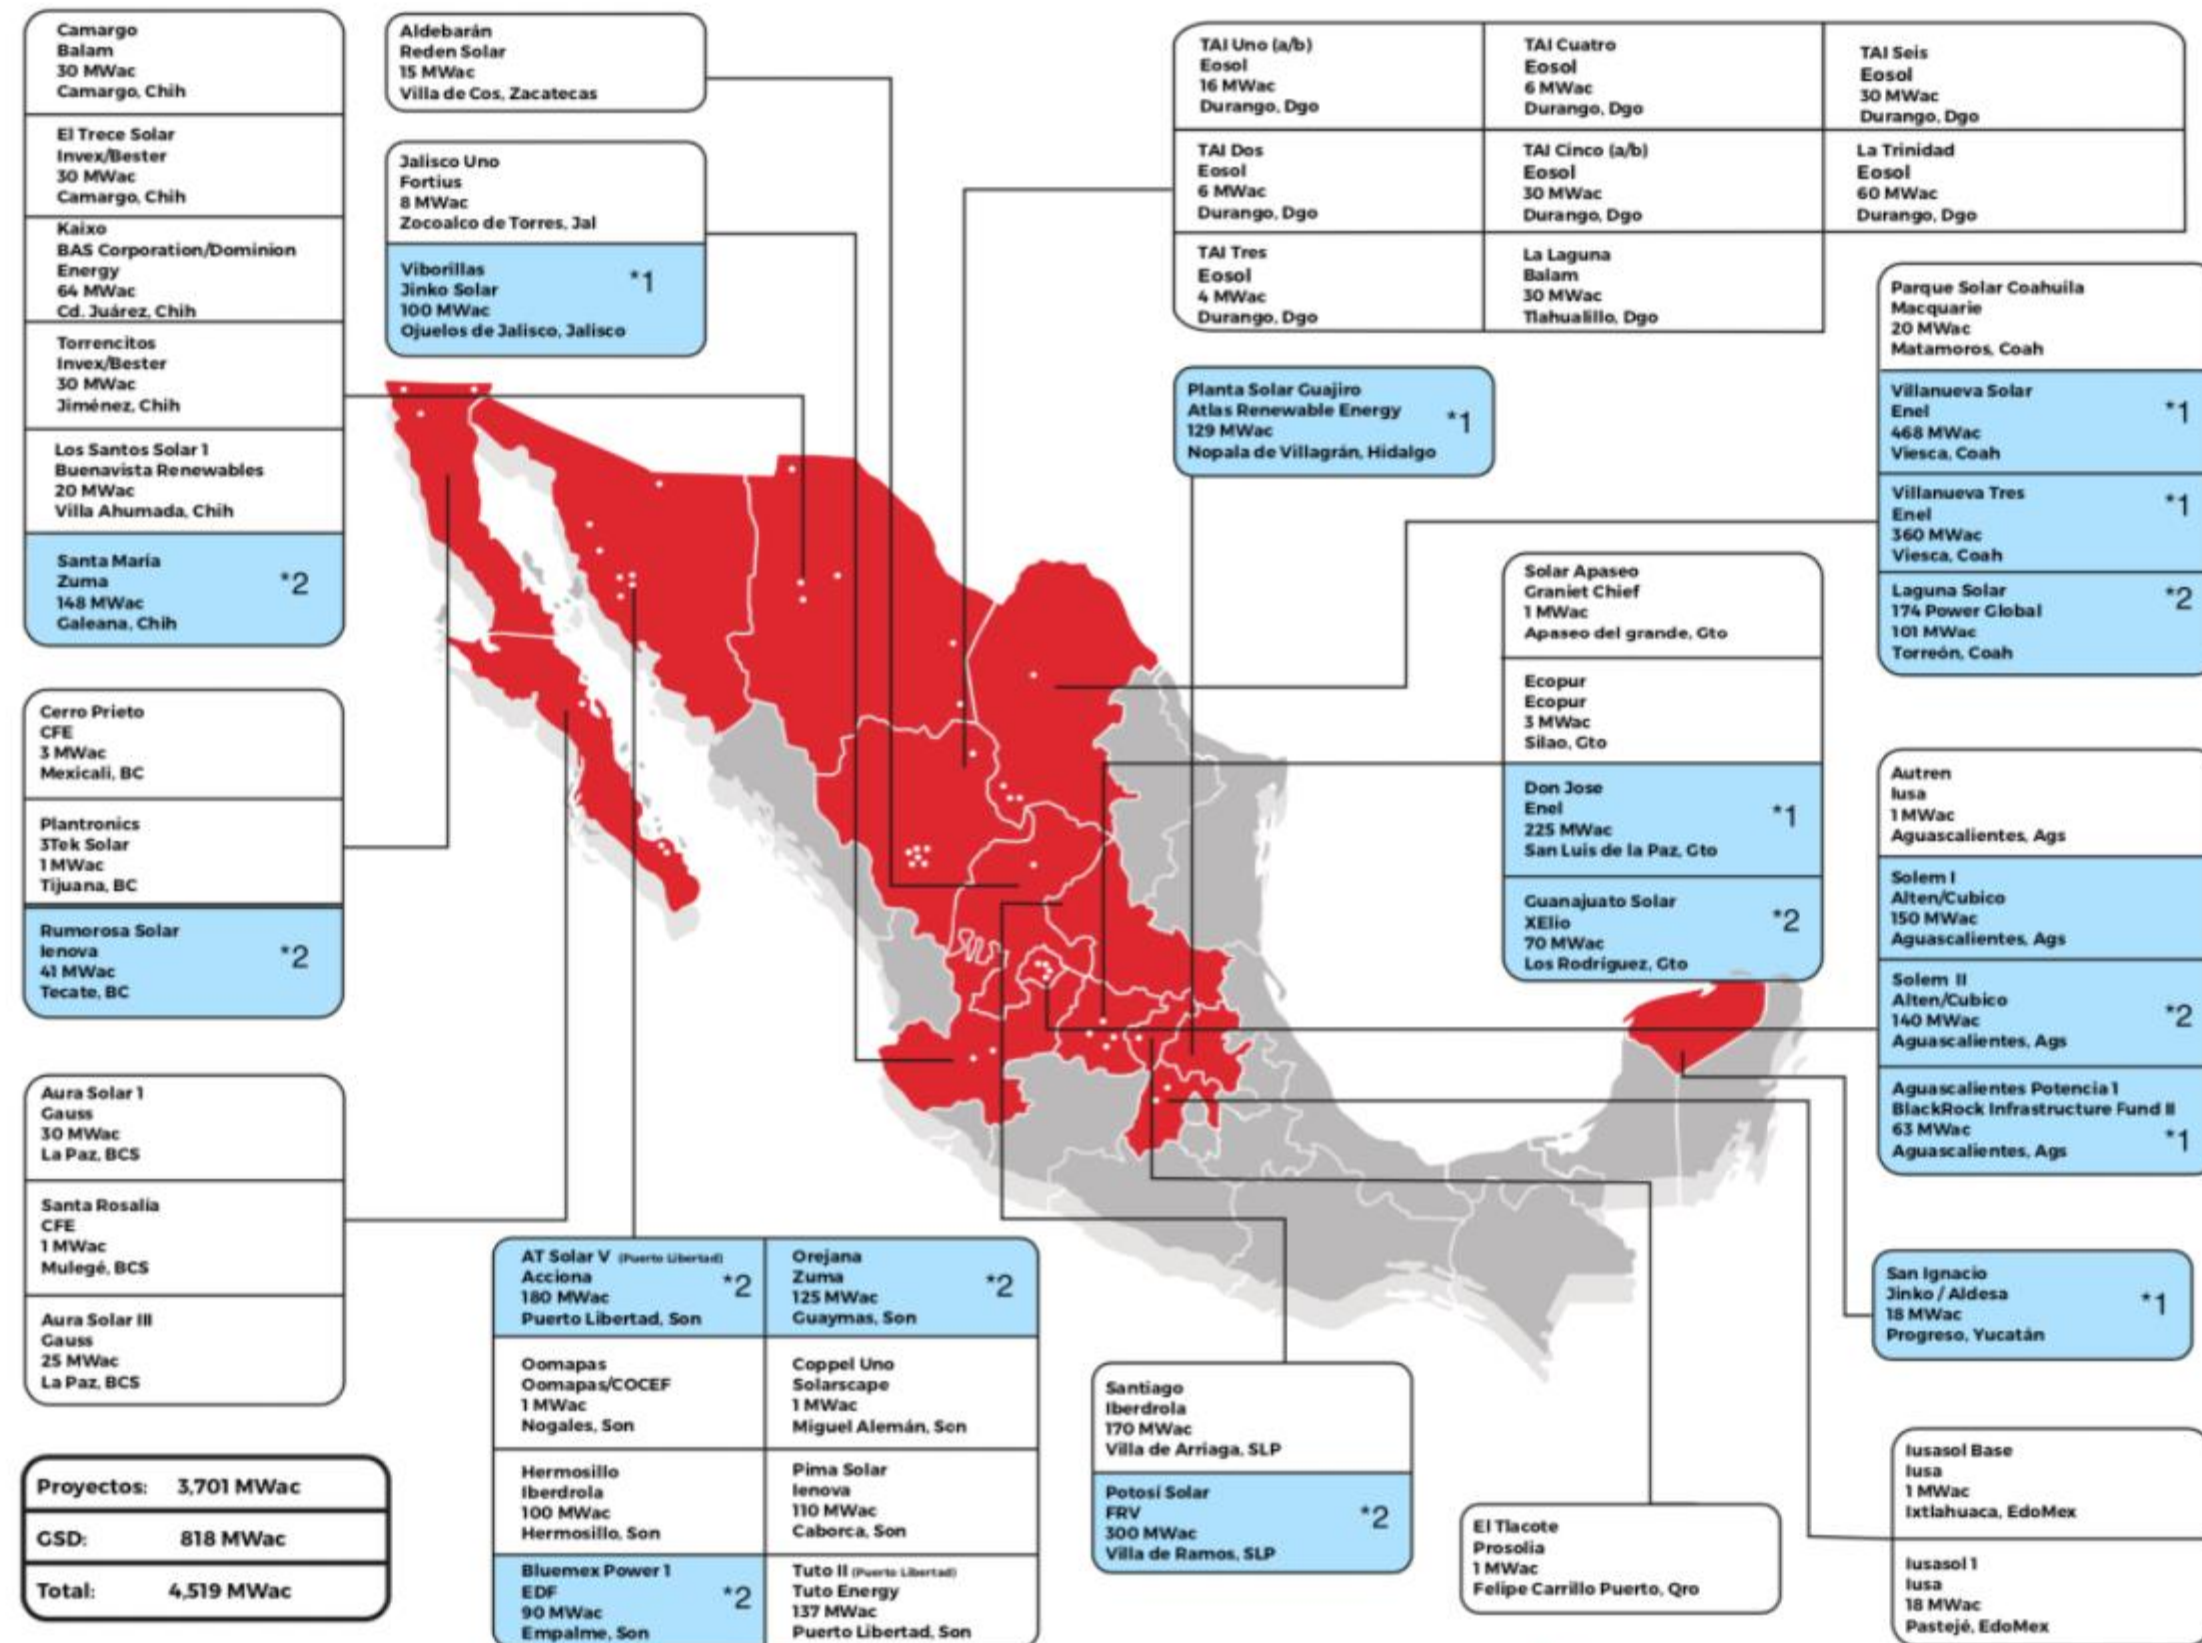 Camargo
Balam
30 MWac
Camargo, Chih
El Trece Solar
Invex/Bester
30 MWac
Camargo, Chih
Kaixo
BAS Corporation/Dominion
Energy
64 MWac
Cd. Juárez, Chih
Torrencitos
Invex/Bester
30 MWac
Jiménez, Chih
Los Santos Solar 1
Buenavista Renewables
20 MWac
Villa Ahumada, Chih
Santa María
Zuma
148 MWac
Galeana, Chih
*2
Aldebarán
Reden Solar
15 MWac
Villa de Cos, Zacatecas
Jalisco Uno
Fortius
8 MWac
Zocoalco de Torres, Jal
Viborillas
Jinko Solar
100 MWac
Ojuelos de Jalisco, Jalisco
*1
TAI Uno (a/b)
Eosol
16 MWac
Durango, Dgo
TAI Cuatro
Eosol
6 MWac
Durango, Dgo
TAI Seis
Eosol
30 MWac
Durango, Dgo
TAI Dos
Eosol
6 MWac
Durango, Dgo
TAI Cinco (a/b)
Eosol
30 MWac
Durango, Dgo
La Trinidad
Eosol
60 MWac
Durango, Dgo
TAI Tres
Eosol
4 MWac
Durango, Dgo
La Laguna
Balam
30 MWac
Tlahualillo, Dgo
Planta Solar Guajiro
Atlas Renewable Energy
129 MWac
Nopala de Villagrán, Hidalgo
*1
Parque Solar Coahuila
Macquarie
20 MWac
Matamoros, Coah
Villanueva Solar
Enel
468 MWac
Viesca, Coah
*1
Villanueva Tres
Enel
360 MWac
Viesca, Coah
*1
Laguna Solar
174 Power Global
101 MWac
Torreón, Coah
*2
Solar Apaseo
Graniet Chief
1 MWac
Apaseo del grande, Gto
Ecopur
Ecopur
3 MWac
Silao, Gto
Don Jose
Enel
225 MWac
San Luis de la Paz, Gto
*1
Guanajuato Solar
XElio
70 MWac
Los Rodríguez, Gto
*2
Cerro Prieto
CFE
3 MWac
Mexicali, BC
Plantronics
3Tek Solar
1 MWac
Tijuana, BC
Rumorosa Solar
Ienova
41 MWac
Tecate, BC
*2
Autren
Iusa
1 MWac
Aguascalientes, Ags
Solem I
Alten/Cubico
150 MWac
Aguascalientes, Ags
Solem II
Alten/Cubico
140 MWac
Aguascalientes, Ags
*2
Aguascalientes Potencia 1
BlackRock Infrastructure Fund II
63 MWac
Aguascalientes, Ags
*1
Aura Solar 1
Gauss
30 MWac
La Paz, BCS
Santa Rosalía
CFE
1 MWac
Mulegé, BCS
Aura Solar III
Gauss
25 MWac
La Paz, BCS
AT Solar V (Puerto Libertad)
Acciona
180 MWac
Puerto Libertad, Son
*2
Orejana
Zuma
125 MWac
Guaymas, Son
*2
Oomapas
Oomapas/COCEF
1 MWac
Nogales, Son
Coppel Uno
Solarscape
1 MWac
Miguel Alemán, Son
Hermosillo
Iberdrola
100 MWac
Hermosillo, Son
Pima Solar
Ienova
110 MWac
Caborca, Son
Bluemex Power 1
EDF
90 MWac
Empalme, Son
*2
Tuto II (Puerto Libertad)
Tuto Energy
137 MWac
Puerto Libertad, Son
San Ignacio
Jinko / Aldesa
18 MWac
Progreso, Yucatán
*1
Santiago
Iberdrola
170 MWac
Villa de Arriaga, SLP
Potosí Solar
FRV
300 MWac
Villa de Ramos, SLP
*2
El Tlacote
Prosolia
1 MWac
Felipe Carrillo Puerto, Qro
Iusasol Base
Iusa
1 MWac
Ixtlahuaca, EdoMex
Iusasol 1
Iusa
18 MWac
Pastejé, EdoMex
Proyectos: 3,701 MWac
GSD: 818 MWac
Total: 4,519 MWac